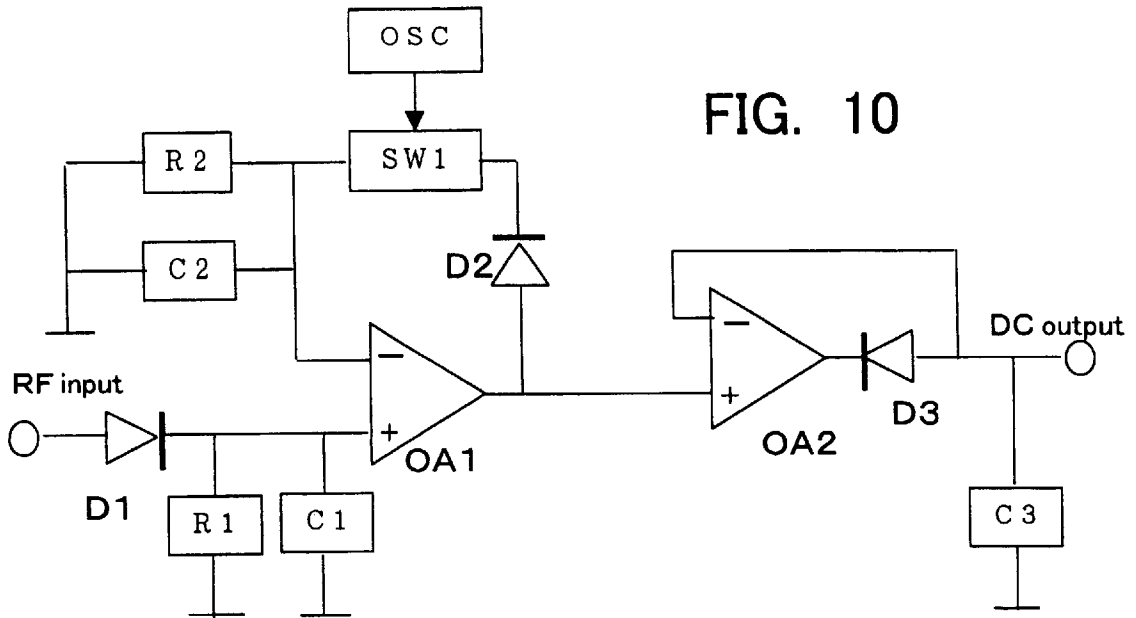 OSC
FIG. 10
R2
SW1
C2
D2
DC output
RF input
−
+
OA1
−
+
OA2
D3
D1
R1
C1
C3